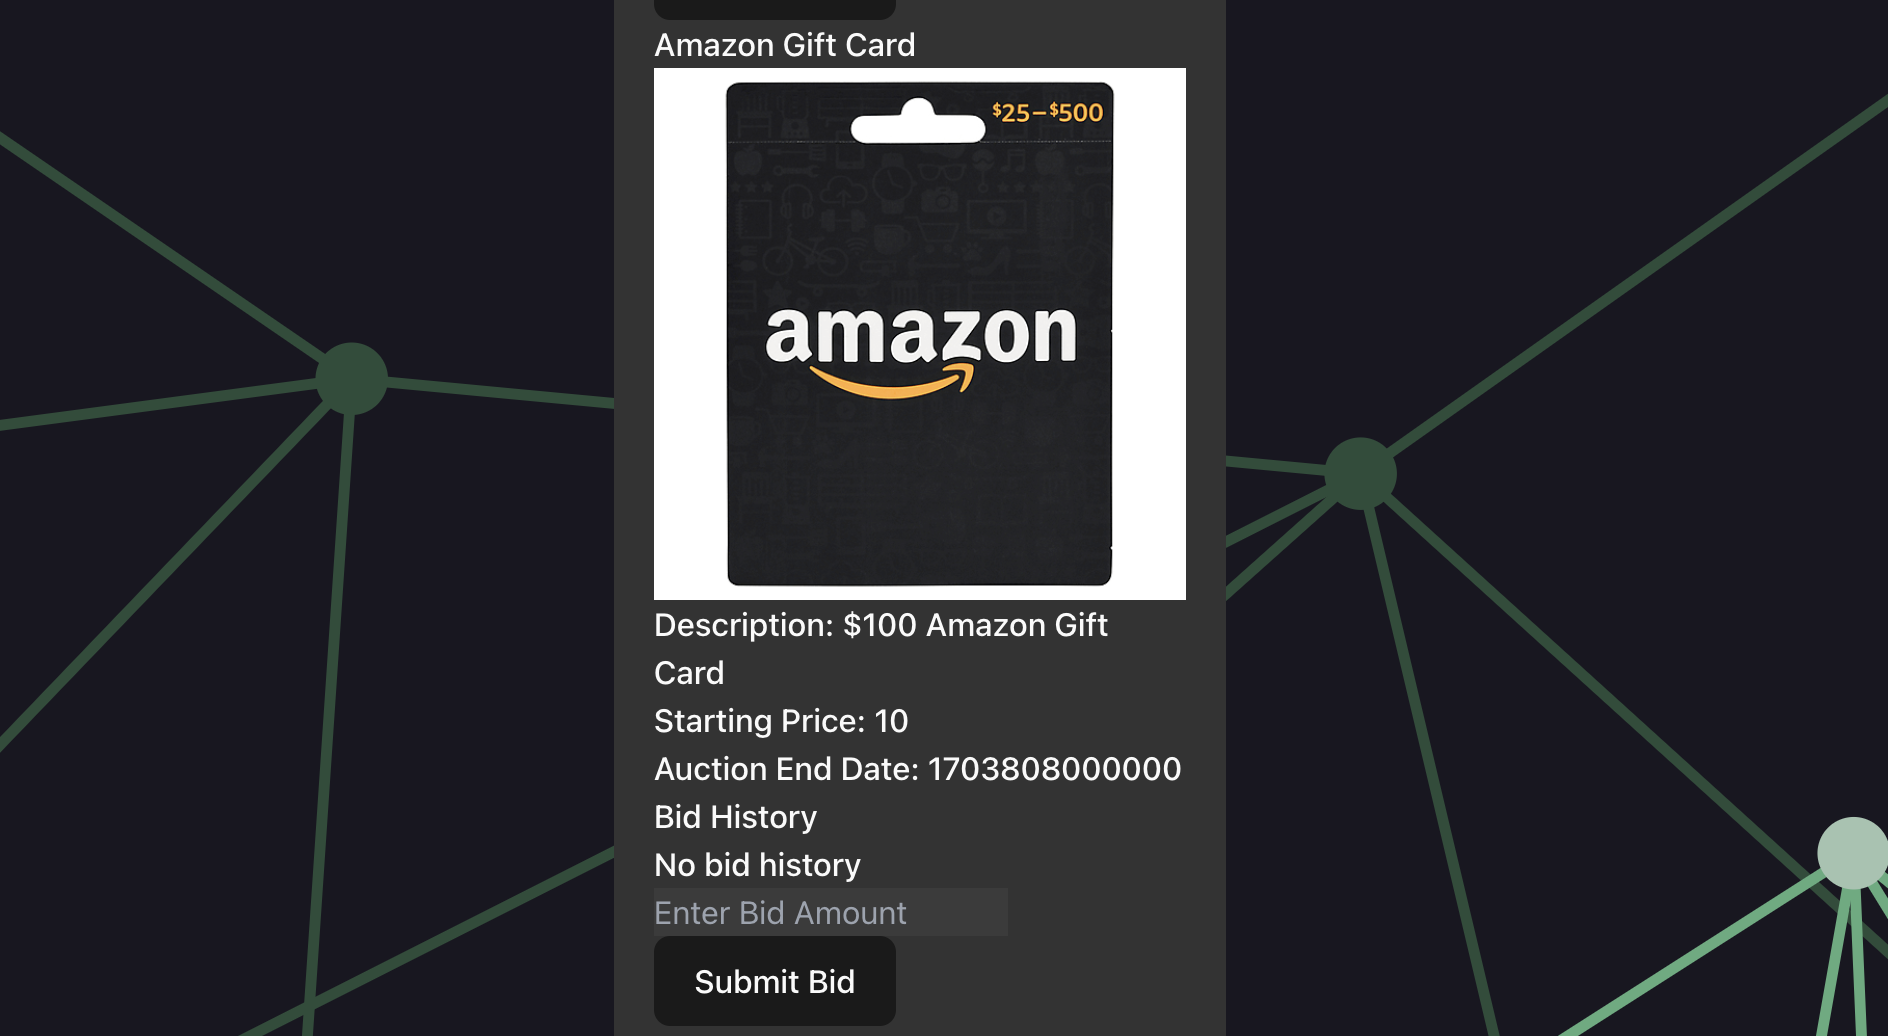 Amazon Gift Card
$25–$500
amazon
Description: $100 Amazon Gift
Card
Starting Price: 10
Auction End Date: 1703808000000
Bid History
No bid history
Enter Bid Amount
Submit Bid